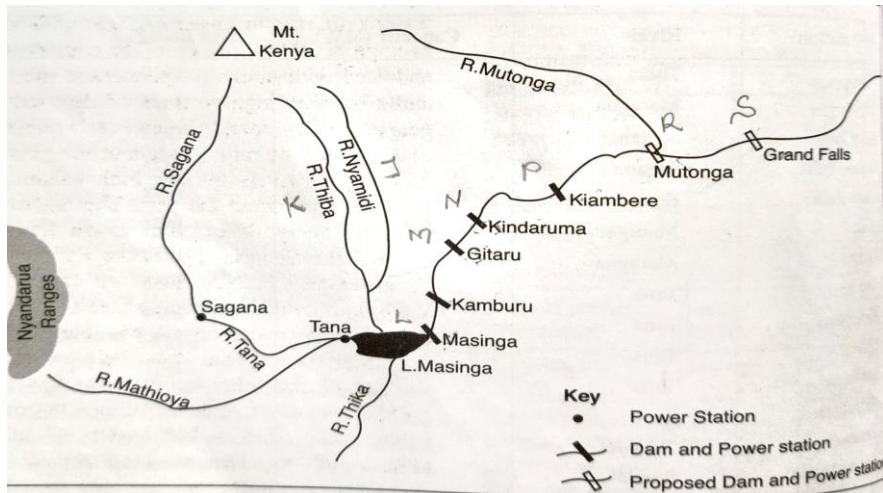 Mt.
Kenya
R.Mutonga
R
S
Grand Falls
Mutonga
R.Sagana
K
R.Thiba
R.Nyamidi
J
P
Kiambere
N
Kindaruma
M
Gitaru
Nyandarua
Ranges
Sagana
Kamburu
R.Tana
Tana
L
Masinga
L.Masinga
R.Mathioya
R.Thika
Key
Power Station
Dam and Power station
Proposed Dam and Power station